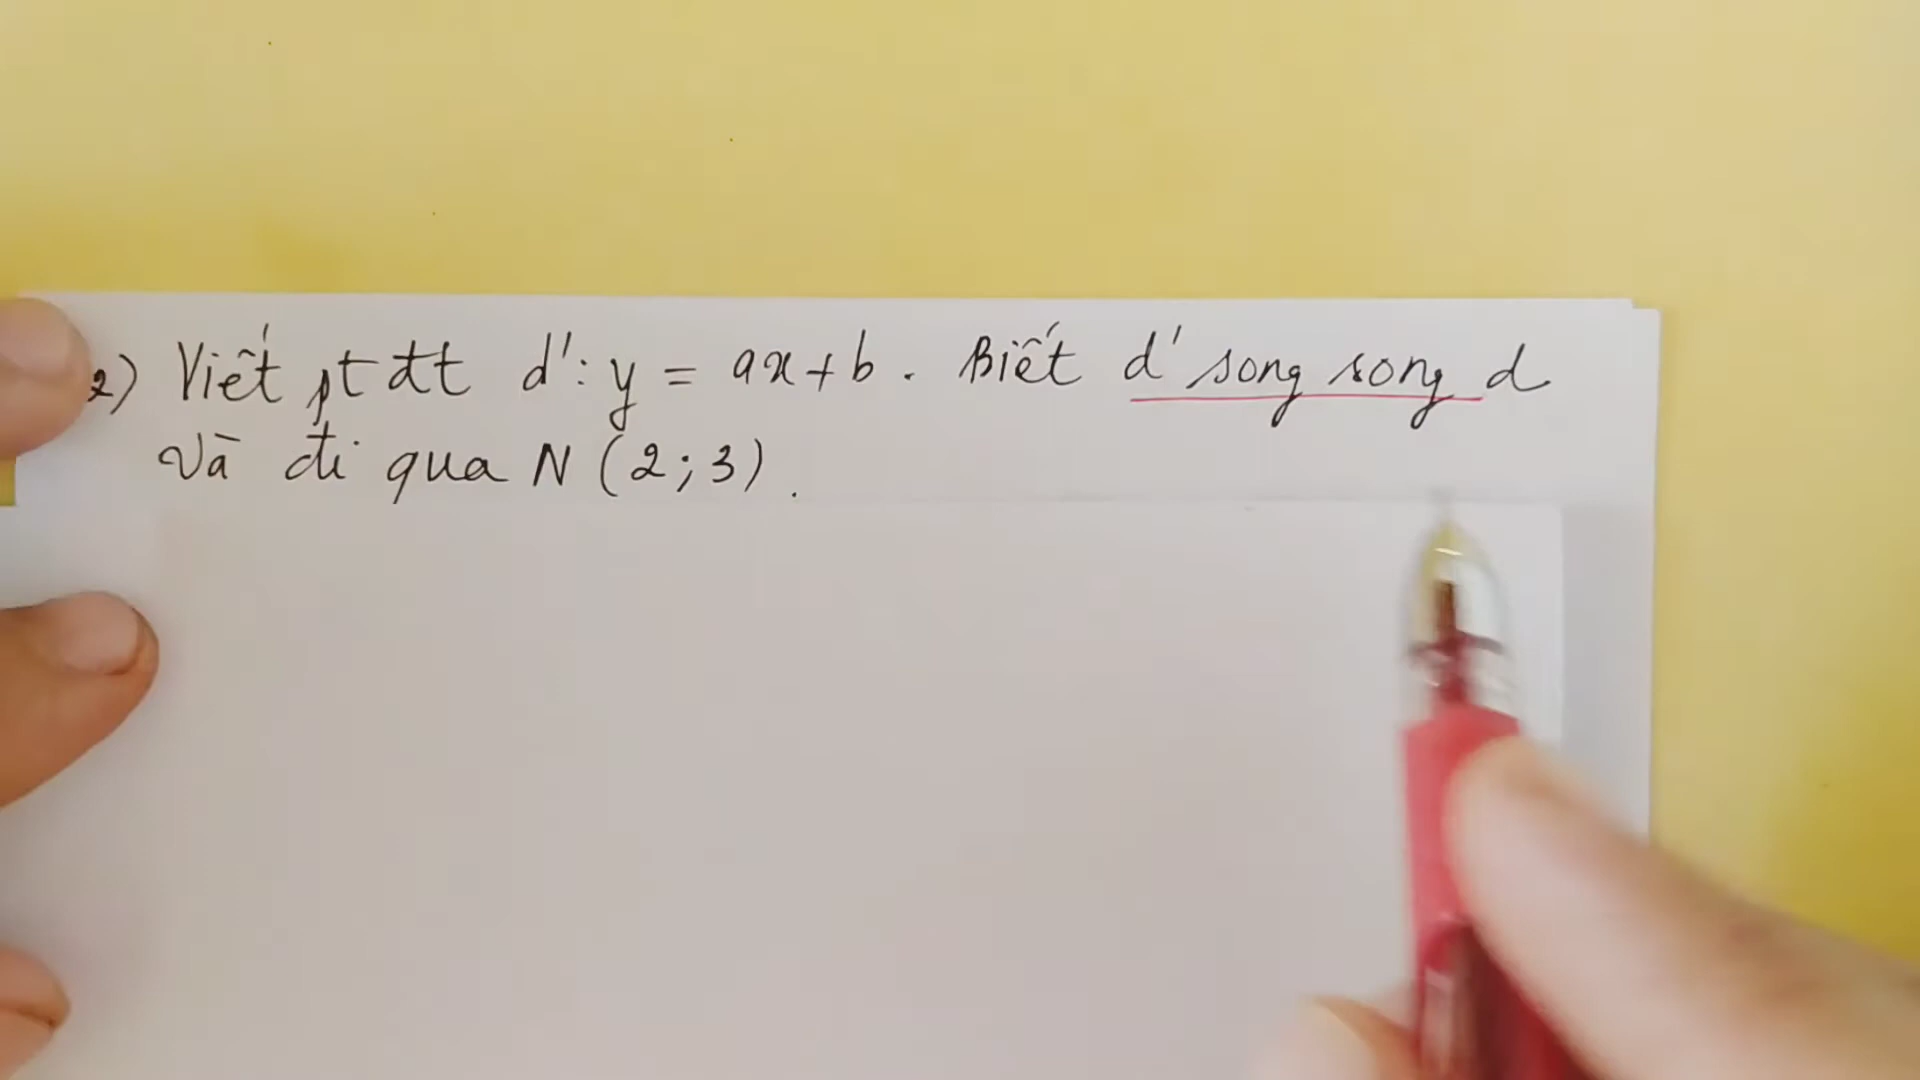 2) Viết pt đt d': y = ax + b. Biết d' song song d
Và đi qua N (2; 3).